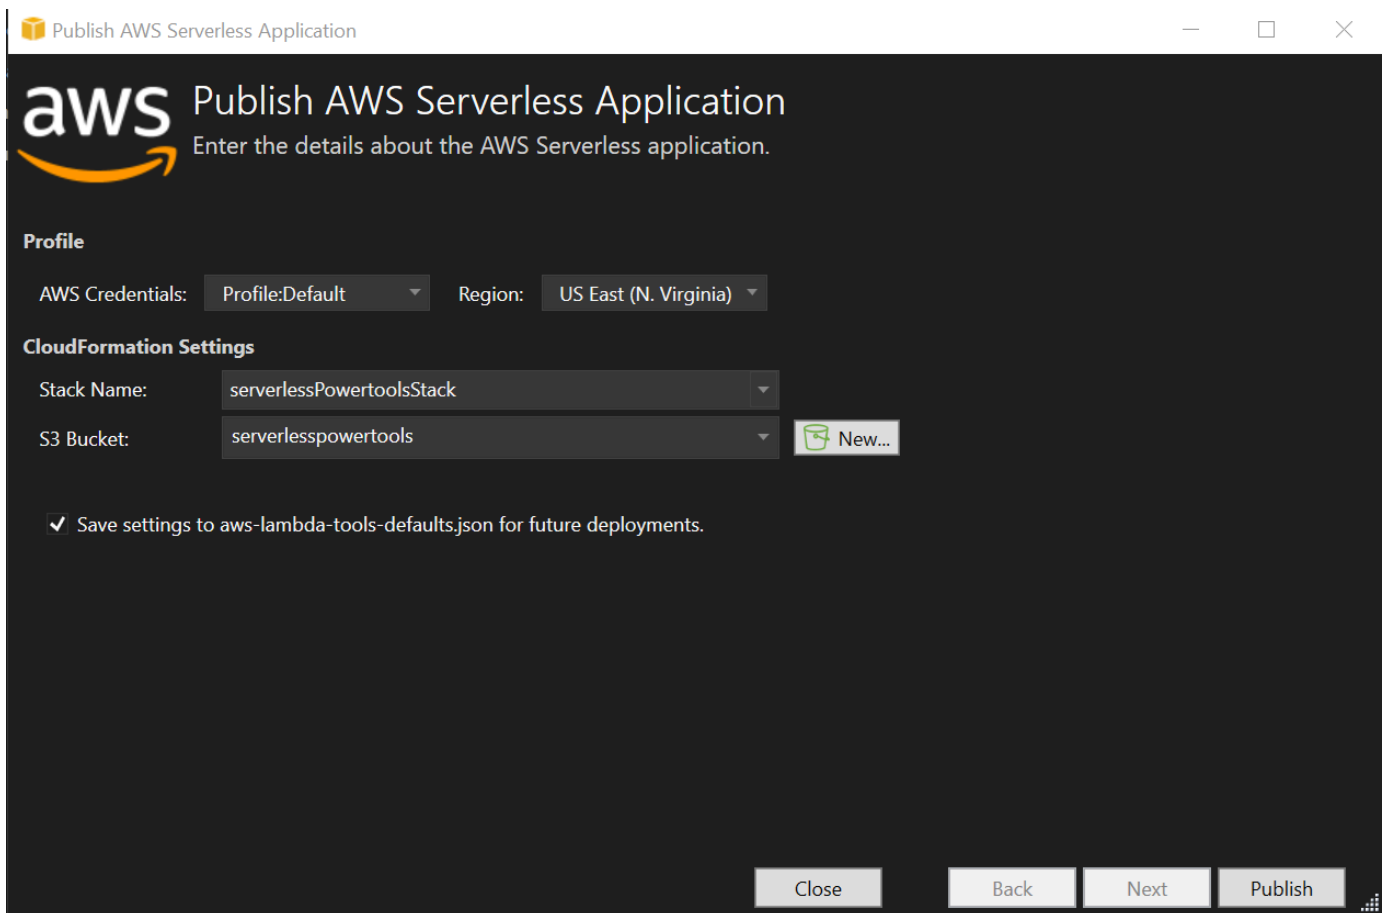 Publish AWS Serverless Application
aws
Publish AWS Serverless Application
Enter the details about the AWS Serverless application.
Profile
AWS Credentials: Profile:Default Region: US East (N. Virginia)
CloudFormation Settings
Stack Name: serverlessPowertoolsStack
S3 Bucket: serverlesspowertools New...
Save settings to aws-lambda-tools-defaults.json for future deployments.
Close Back Next Publish